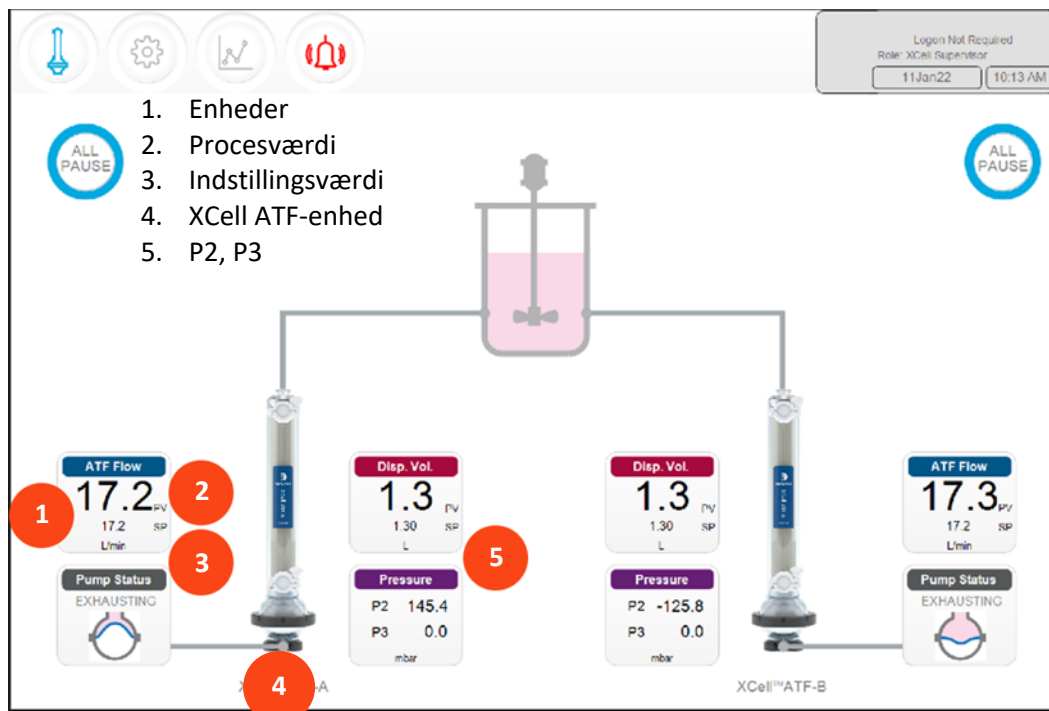 Logon Not Required
Role: XCell Supervisor
11Jan22 10:13 AM
ALL PAUSE
ALL PAUSE
1. Enheder
2. Procesværdi
3. Indstillingsværdi
4. XCell ATF-enhed
5. P2, P3
ATF Flow
17.2 PV
17.2 SP
L/min
1
2
3
Pump Status
EXHAUSTING
Disp. Vol.
1.3 PV
1.30 SP
L
5
Pressure
P2 145.4
P3 0.0
mbar
4
-A
Disp. Vol.
1.3 PV
1.30 SP
L
Pressure
P2 -125.8
P3 0.0
mbar
ATF Flow
17.3 PV
17.2 SP
L/min
Pump Status
EXHAUSTING
XCell™ATF-B